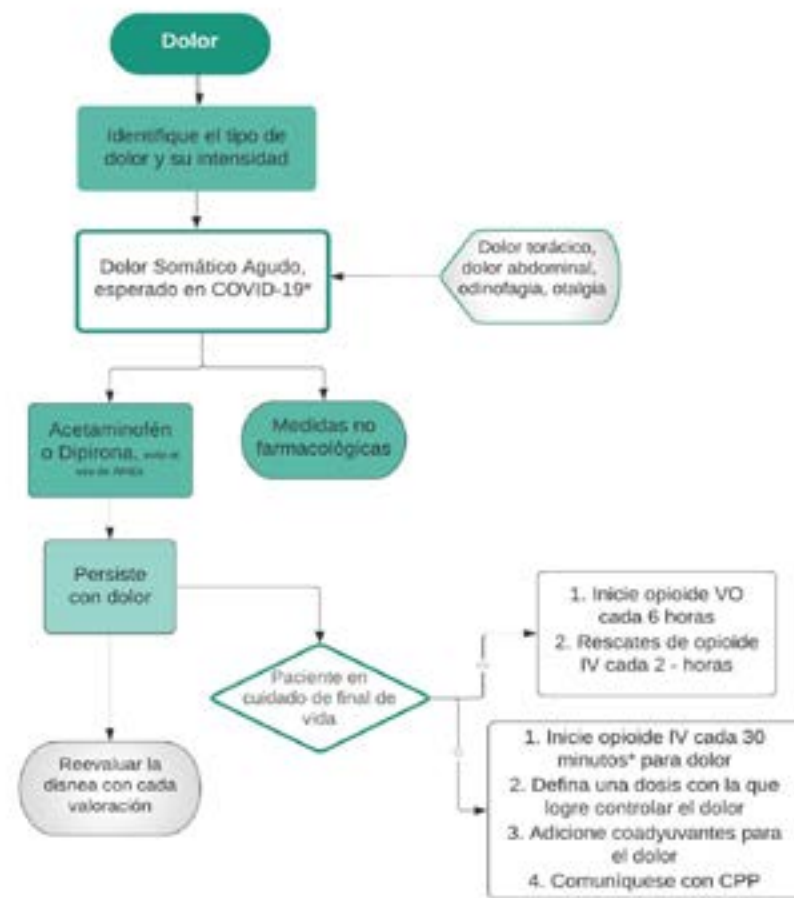 Dolor
Identifique el tipo de
dolor y su intensidad
Dolor Somático Agudo,
esperado en COVID-19*
Dolor torácico,
dolor abdominal,
odinofagia, otalgia
Acetaminofén
o Dipirona,
Medidas no
farmacológicas
Persiste
con dolor
Paciente en
cuidado de final de
vida
1. Inicie opioide VO
cada 6 horas
2. Rescates de opioide
IV cada 2 - horas
Reevaluar la
disnea con cada
valoración
1. Inicie opioide IV cada 30
minutos* para dolor
2. Defina una dosis con la que
logre controlar el dolor
3. Adicione coadyuvantes para
el dolor
4. Comuníquese con CPP